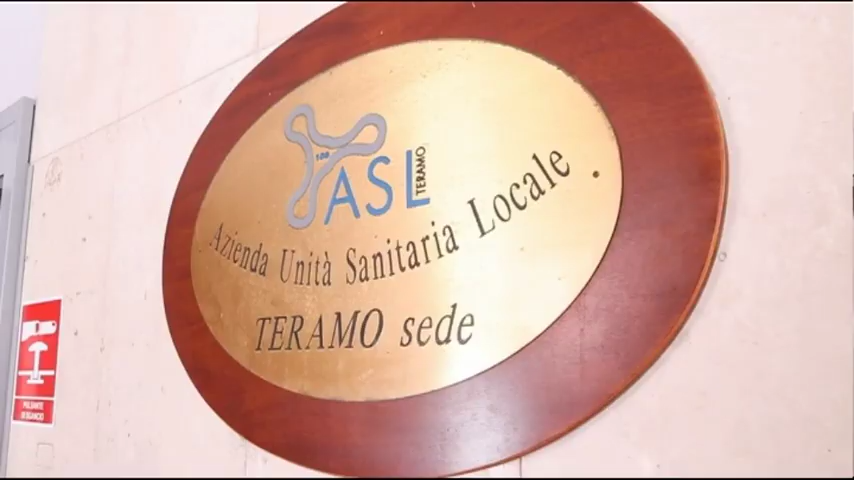 ASL TERAMO
Azienda Unità Sanitaria Locale
TERAMO sede
PULSANTE
DI SGANCIO